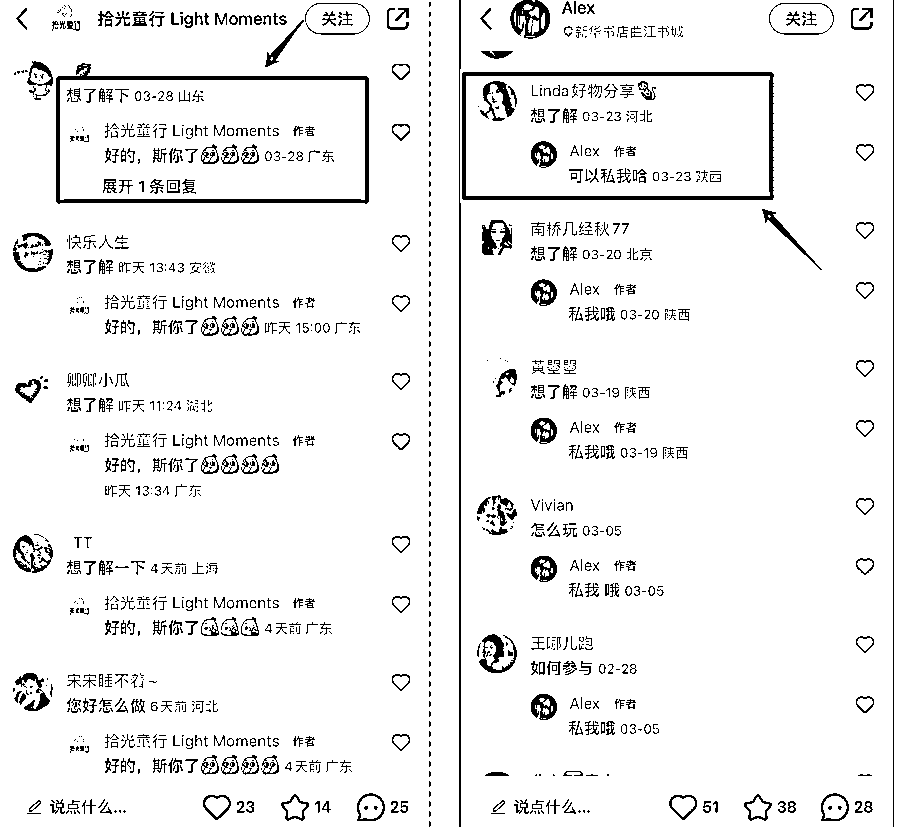 拾光童行 Light Moments
关注
想了解下 03-28 山东
拾光童行 Light Moments 作者
好的，斯你了 03-28 广东
展开 1 条回复
快乐人生
想了解 昨天 13:43 安徽
拾光童行 Light Moments 作者
好的，斯你了 昨天 15:00 广东
卿卿小瓜
想了解 昨天 11:24 湖北
拾光童行 Light Moments 作者
好的，斯你了
昨天 13:34 广东
TT
想了解一下 4天前 上海
拾光童行 Light Moments 作者
好的，斯你了 4天前 广东
宋宋睡不着~
您好怎么做 6天前 河北
拾光童行 Light Moments 作者
好的，斯你了 4天前 广东
说点什么...
23
14
25
Alex
新华书店曲江书城
关注
Linda好物分享
想了解 03-23 河北
Alex 作者
可以私我哈 03-23 陕西
南桥几经秋77
想了解 03-20 北京
Alex 作者
私我哦 03-20 陕西
黄曌曌
想了解 03-19 陕西
Alex 作者
私我哦 03-19 陕西
Vivian
怎么玩 03-05
Alex 作者
私我 哦 03-05
王哪儿跑
如何参与 02-28
Alex 作者
私我哦 03-05
说点什么...
51
38
28